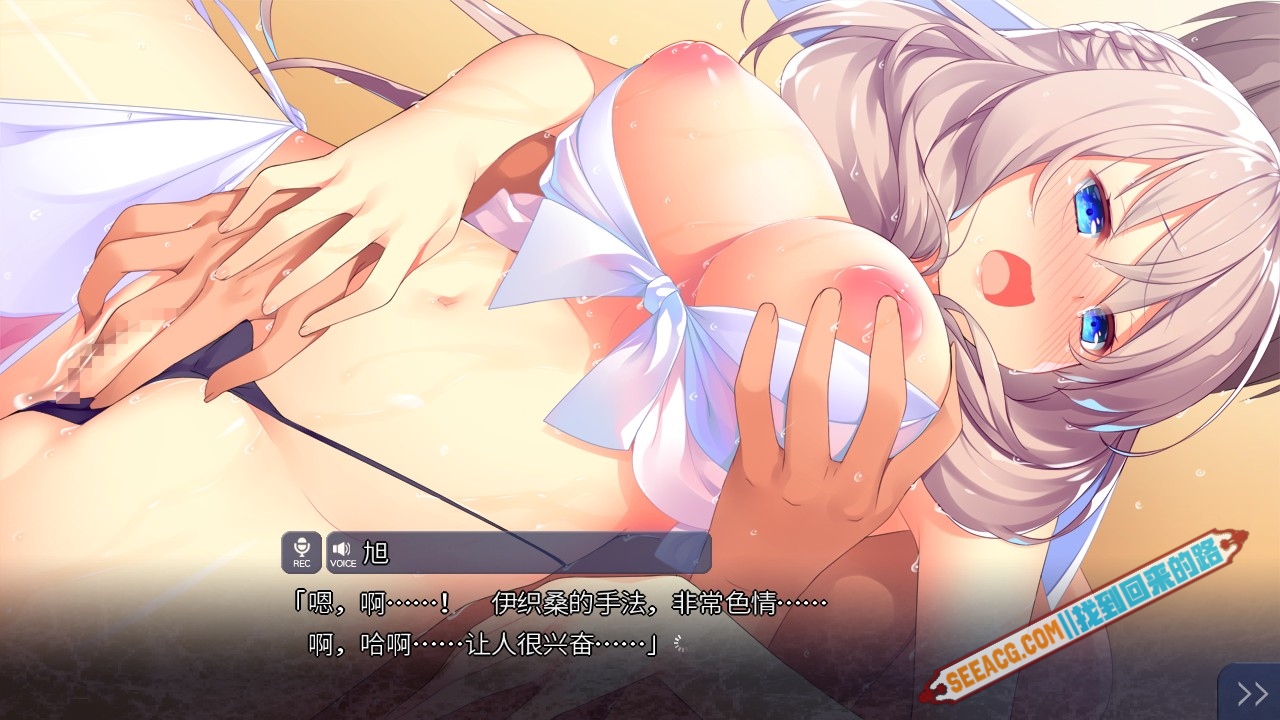 REC
VOICE
旭
「嗯，啊……！　伊织桑的手法，非常色情……
啊，哈啊……让人很兴奋……」
SEEACG.COM||找到回来的路